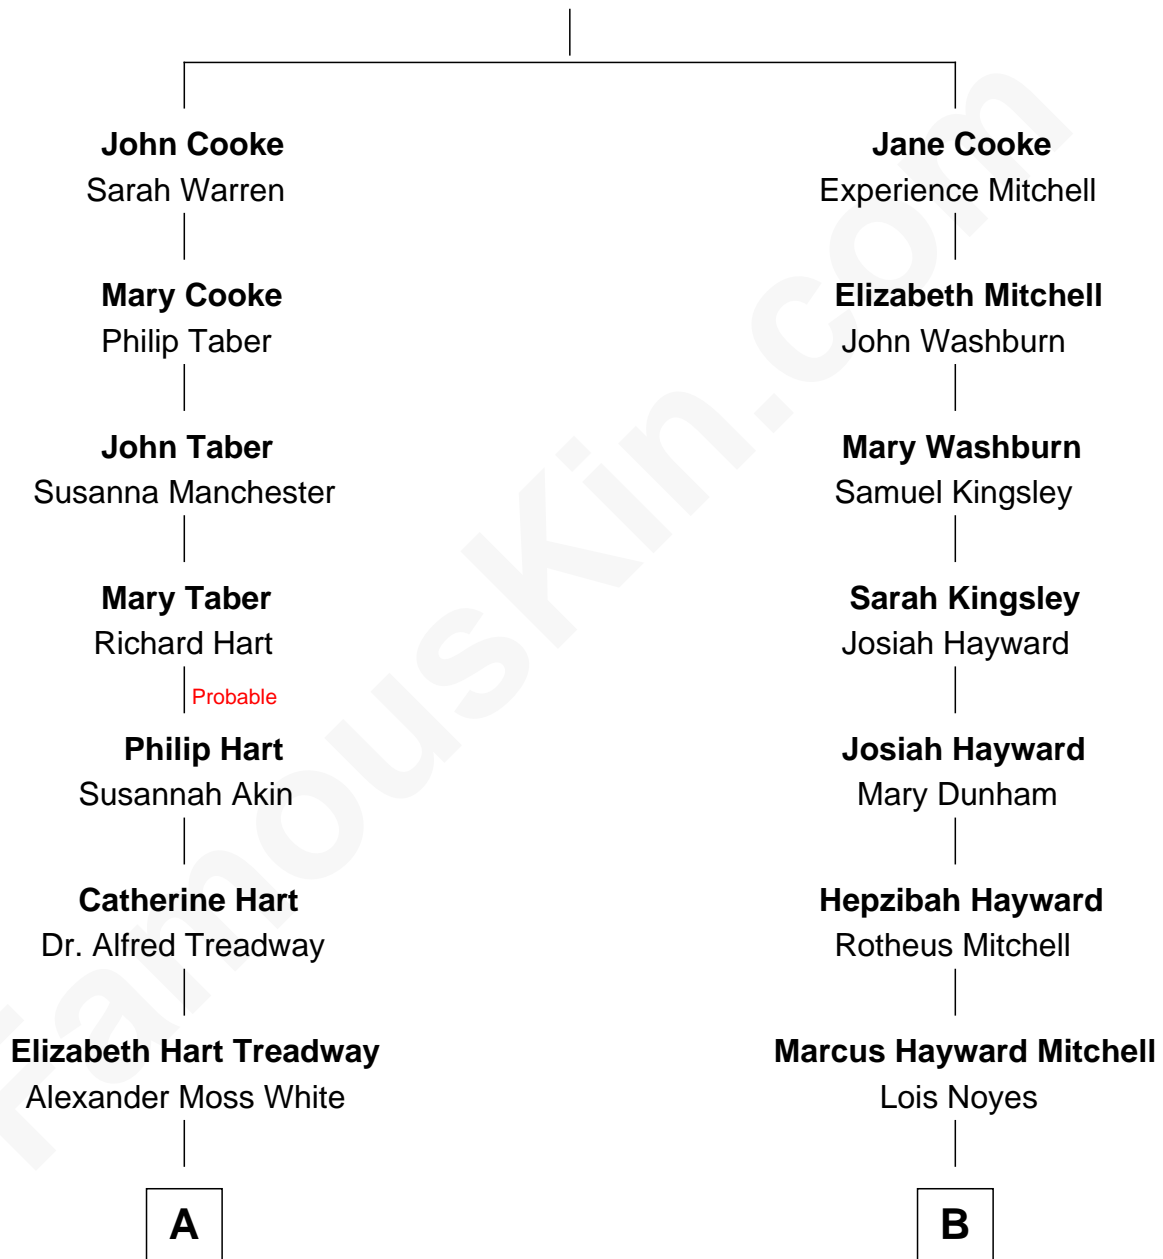 John Cooke
Sarah Warren
Mary Cooke
Philip Taber
John Taber
Susanna Manchester
Mary Taber
Richard Hart
Probable
Philip Hart
Susannah Akin
Catherine Hart
Dr. Alfred Treadway
Elizabeth Hart Treadway
Alexander Moss White
A
Jane Cooke
Experience Mitchell
Elizabeth Mitchell
John Washburn
Mary Washburn
Samuel Kingsley
Sarah Kingsley
Josiah Hayward
Josiah Hayward
Mary Dunham
Hepzibah Hayward
Rotheus Mitchell
Marcus Hayward Mitchell
Lois Noyes
B
FamousKin.com